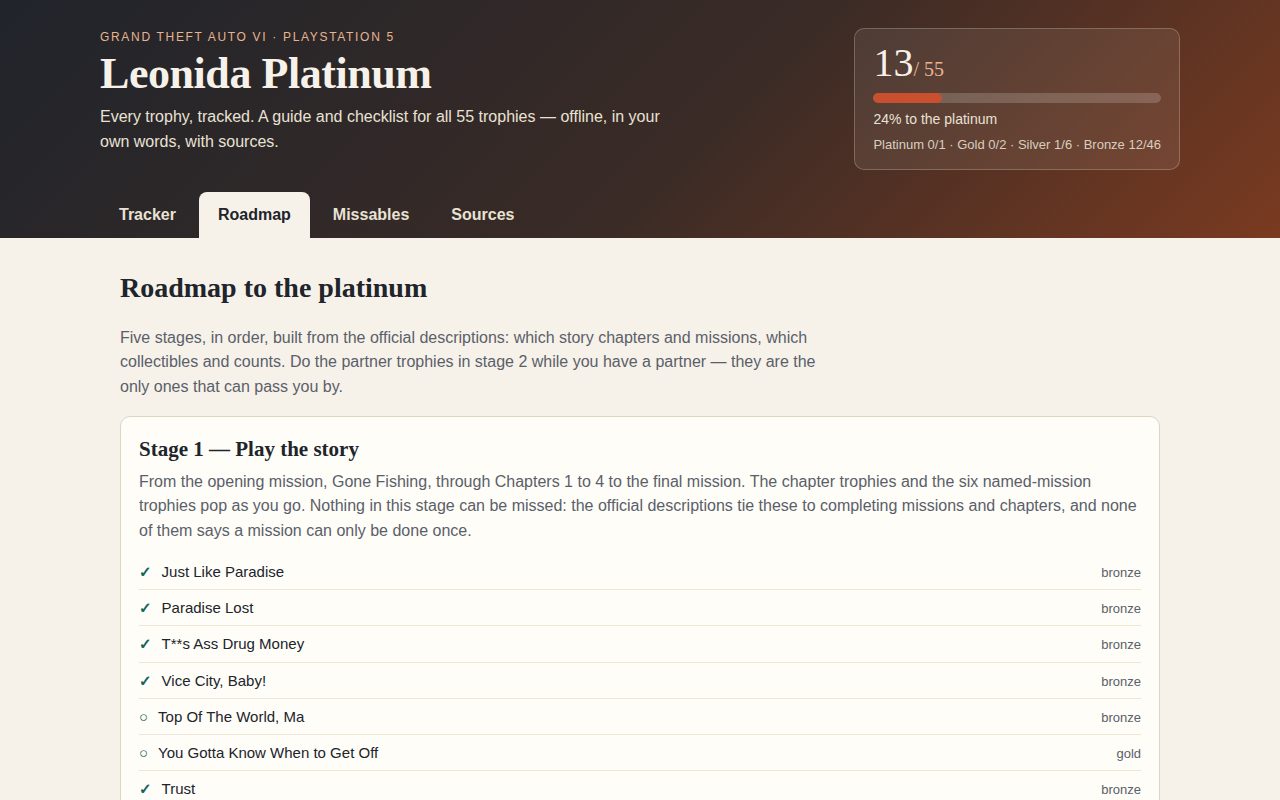 GRAND THEFT AUTO VI · PLAYSTATION 5
Leonida Platinum
Every trophy, tracked. A guide and checklist for all 55 trophies — offline, in your
own words, with sources.
13/ 55
24% to the platinum
Platinum 0/1 · Gold 0/2 · Silver 1/6 · Bronze 12/46
Tracker Roadmap Missables Sources
Roadmap to the platinum
Five stages, in order, built from the official descriptions: which story chapters and missions, which
collectibles and counts. Do the partner trophies in stage 2 while you have a partner — they are the
only ones that can pass you by.
Stage 1 — Play the story
From the opening mission, Gone Fishing, through Chapters 1 to 4 to the final mission. The chapter trophies and the six named-mission
trophies pop as you go. Nothing in this stage can be missed: the official descriptions tie these to completing missions and chapters, and none
of them says a mission can only be done once.
✓ Just Like Paradise bronze
✓ Paradise Lost bronze
✓ T**s Ass Drug Money bronze
✓ Vice City, Baby! bronze
○ Top Of The World, Ma bronze
○ You Gotta Know When to Get Off gold
✓ Trust bronze